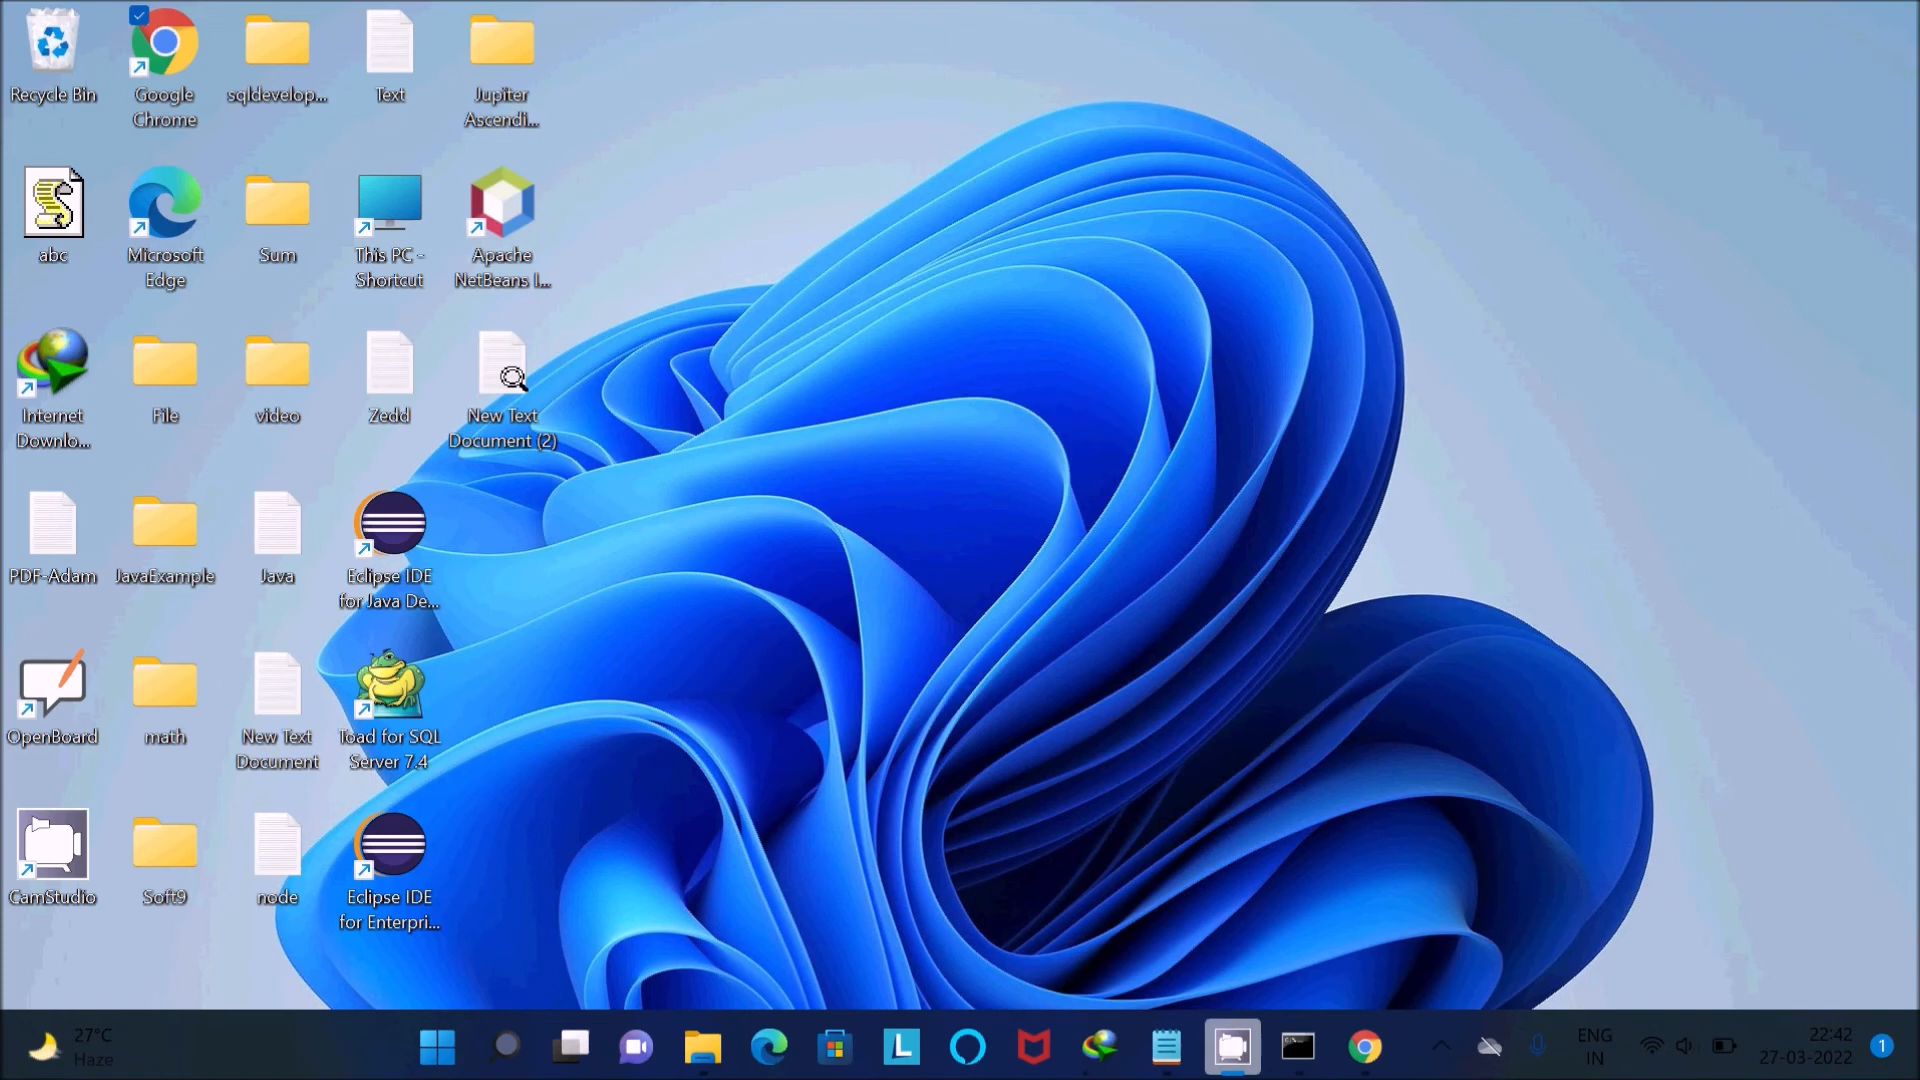 Recycle Bin
Google
Chrome
sqldevelop...
Text
Jupiter
Ascendi...
abc
Microsoft
Edge
Sum
This PC -
Shortcut
Apache
NetBeans I...
Internet
Downlo...
File
video
Zedd
New Text
Document (2)
PDF-Adam
JavaExample
Java
Eclipse IDE
for Java De...
OpenBoard
math
New Text
Document
Toad for SQL
Server 7.4
CamStudio
Soft9
node
Eclipse IDE
for Enterpri...
27°C
Haze
L
ENG
IN
22:42
27-03-2022
1